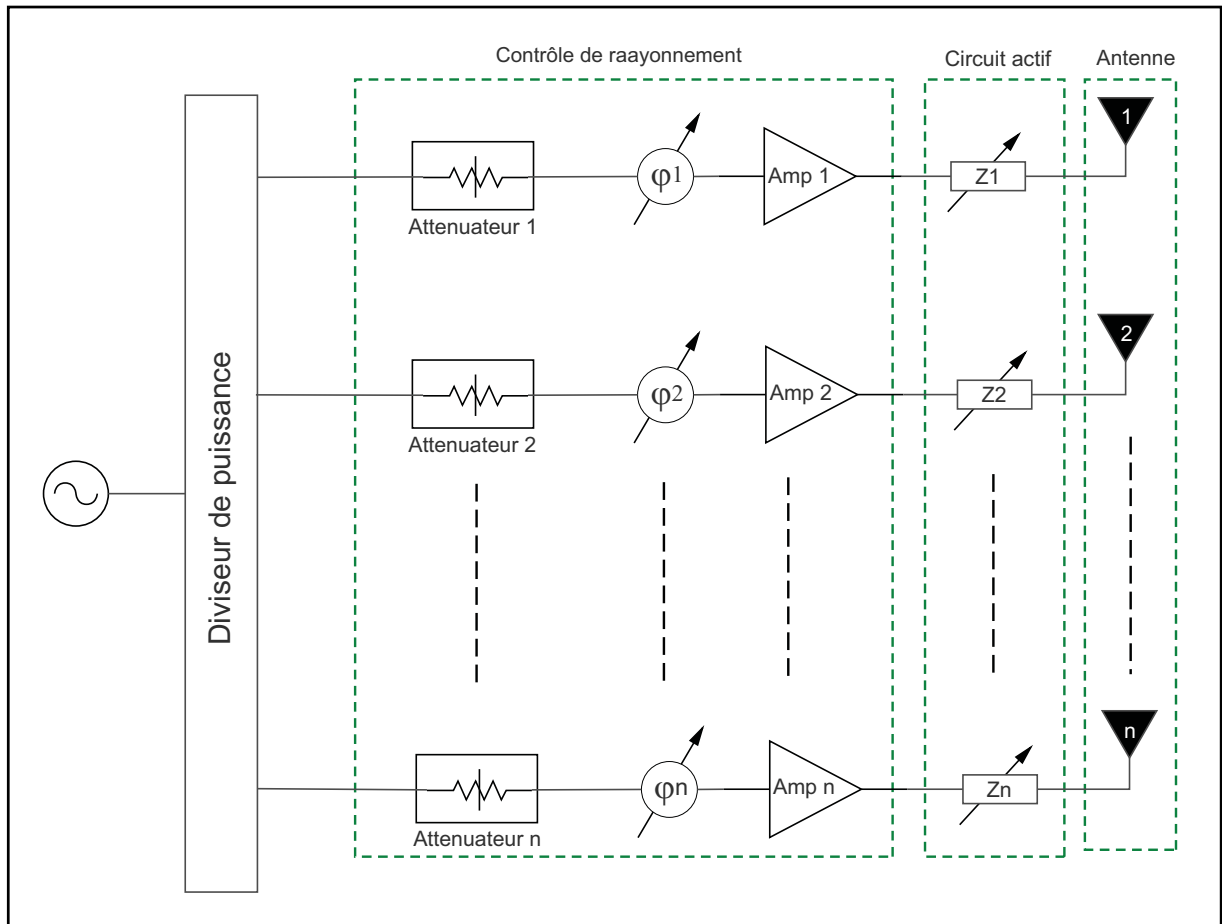 Contrôle de raayonnement
Circuit actif
Antenne
Diviseur de puissance
Attenuateur 1
φ1
Amp 1
Z1
1
Attenuateur 2
φ2
Amp 2
Z2
2
Attenuateur n
φn
Amp n
Zn
n